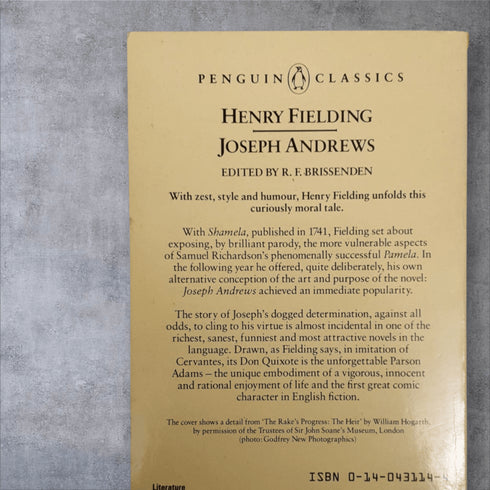 PENGUIN CLASSICS
HENRY FIELDING
JOSEPH ANDREWS
EDITED BY R. F. BRISSENDEN
With zest, style and humour, Henry Fielding unfolds this
curiously moral tale.
With Shamela, published in 1741, Fielding set about
exposing, by brilliant parody, the more vulnerable aspects
of Samuel Richardson's phenomenally successful Pamela. In
the following year he offered, quite deliberately, his own
alternative conception of the art and purpose of the novel:
Joseph Andrews achieved an immediate popularity.
The story of Joseph's dogged determination, against all
odds, to cling to his virtue is almost incidental in one of the
richest, sanest, funniest and most attractive novels in the
language. Drawn, as Fielding says, in imitation of
Cervantes, its Don Quixote is the unforgettable Parson
Adams – the unique embodiment of a vigorous, innocent
and rational enjoyment of life and the first great comic
character in English fiction.
The cover shows a detail from 'The Rake's Progress: The Heir' by William Hogarth,
by permission of the Trustees of Sir John Soane's Museum, London
(photo: Godfrey New Photographics)
ISBN 0-14-043114-
Literature